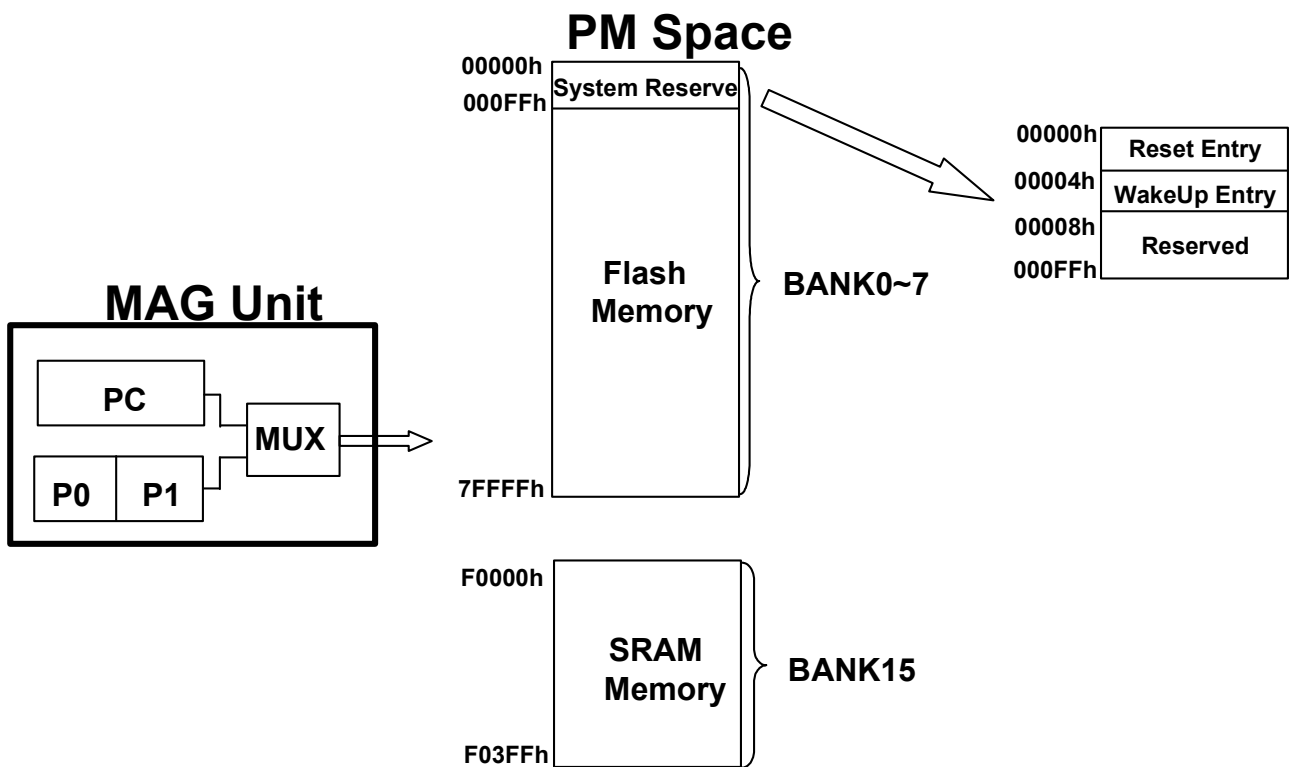 PM Space
00000h
System Reserve
000FFh
Flash
Memory
7FFFFh
BANK0~7
00000h
Reset Entry
00004h
WakeUp Entry
00008h
Reserved
000FFh
MAG Unit
PC
MUX
P0
P1
F0000h
SRAM
Memory
BANK15
F03FFh